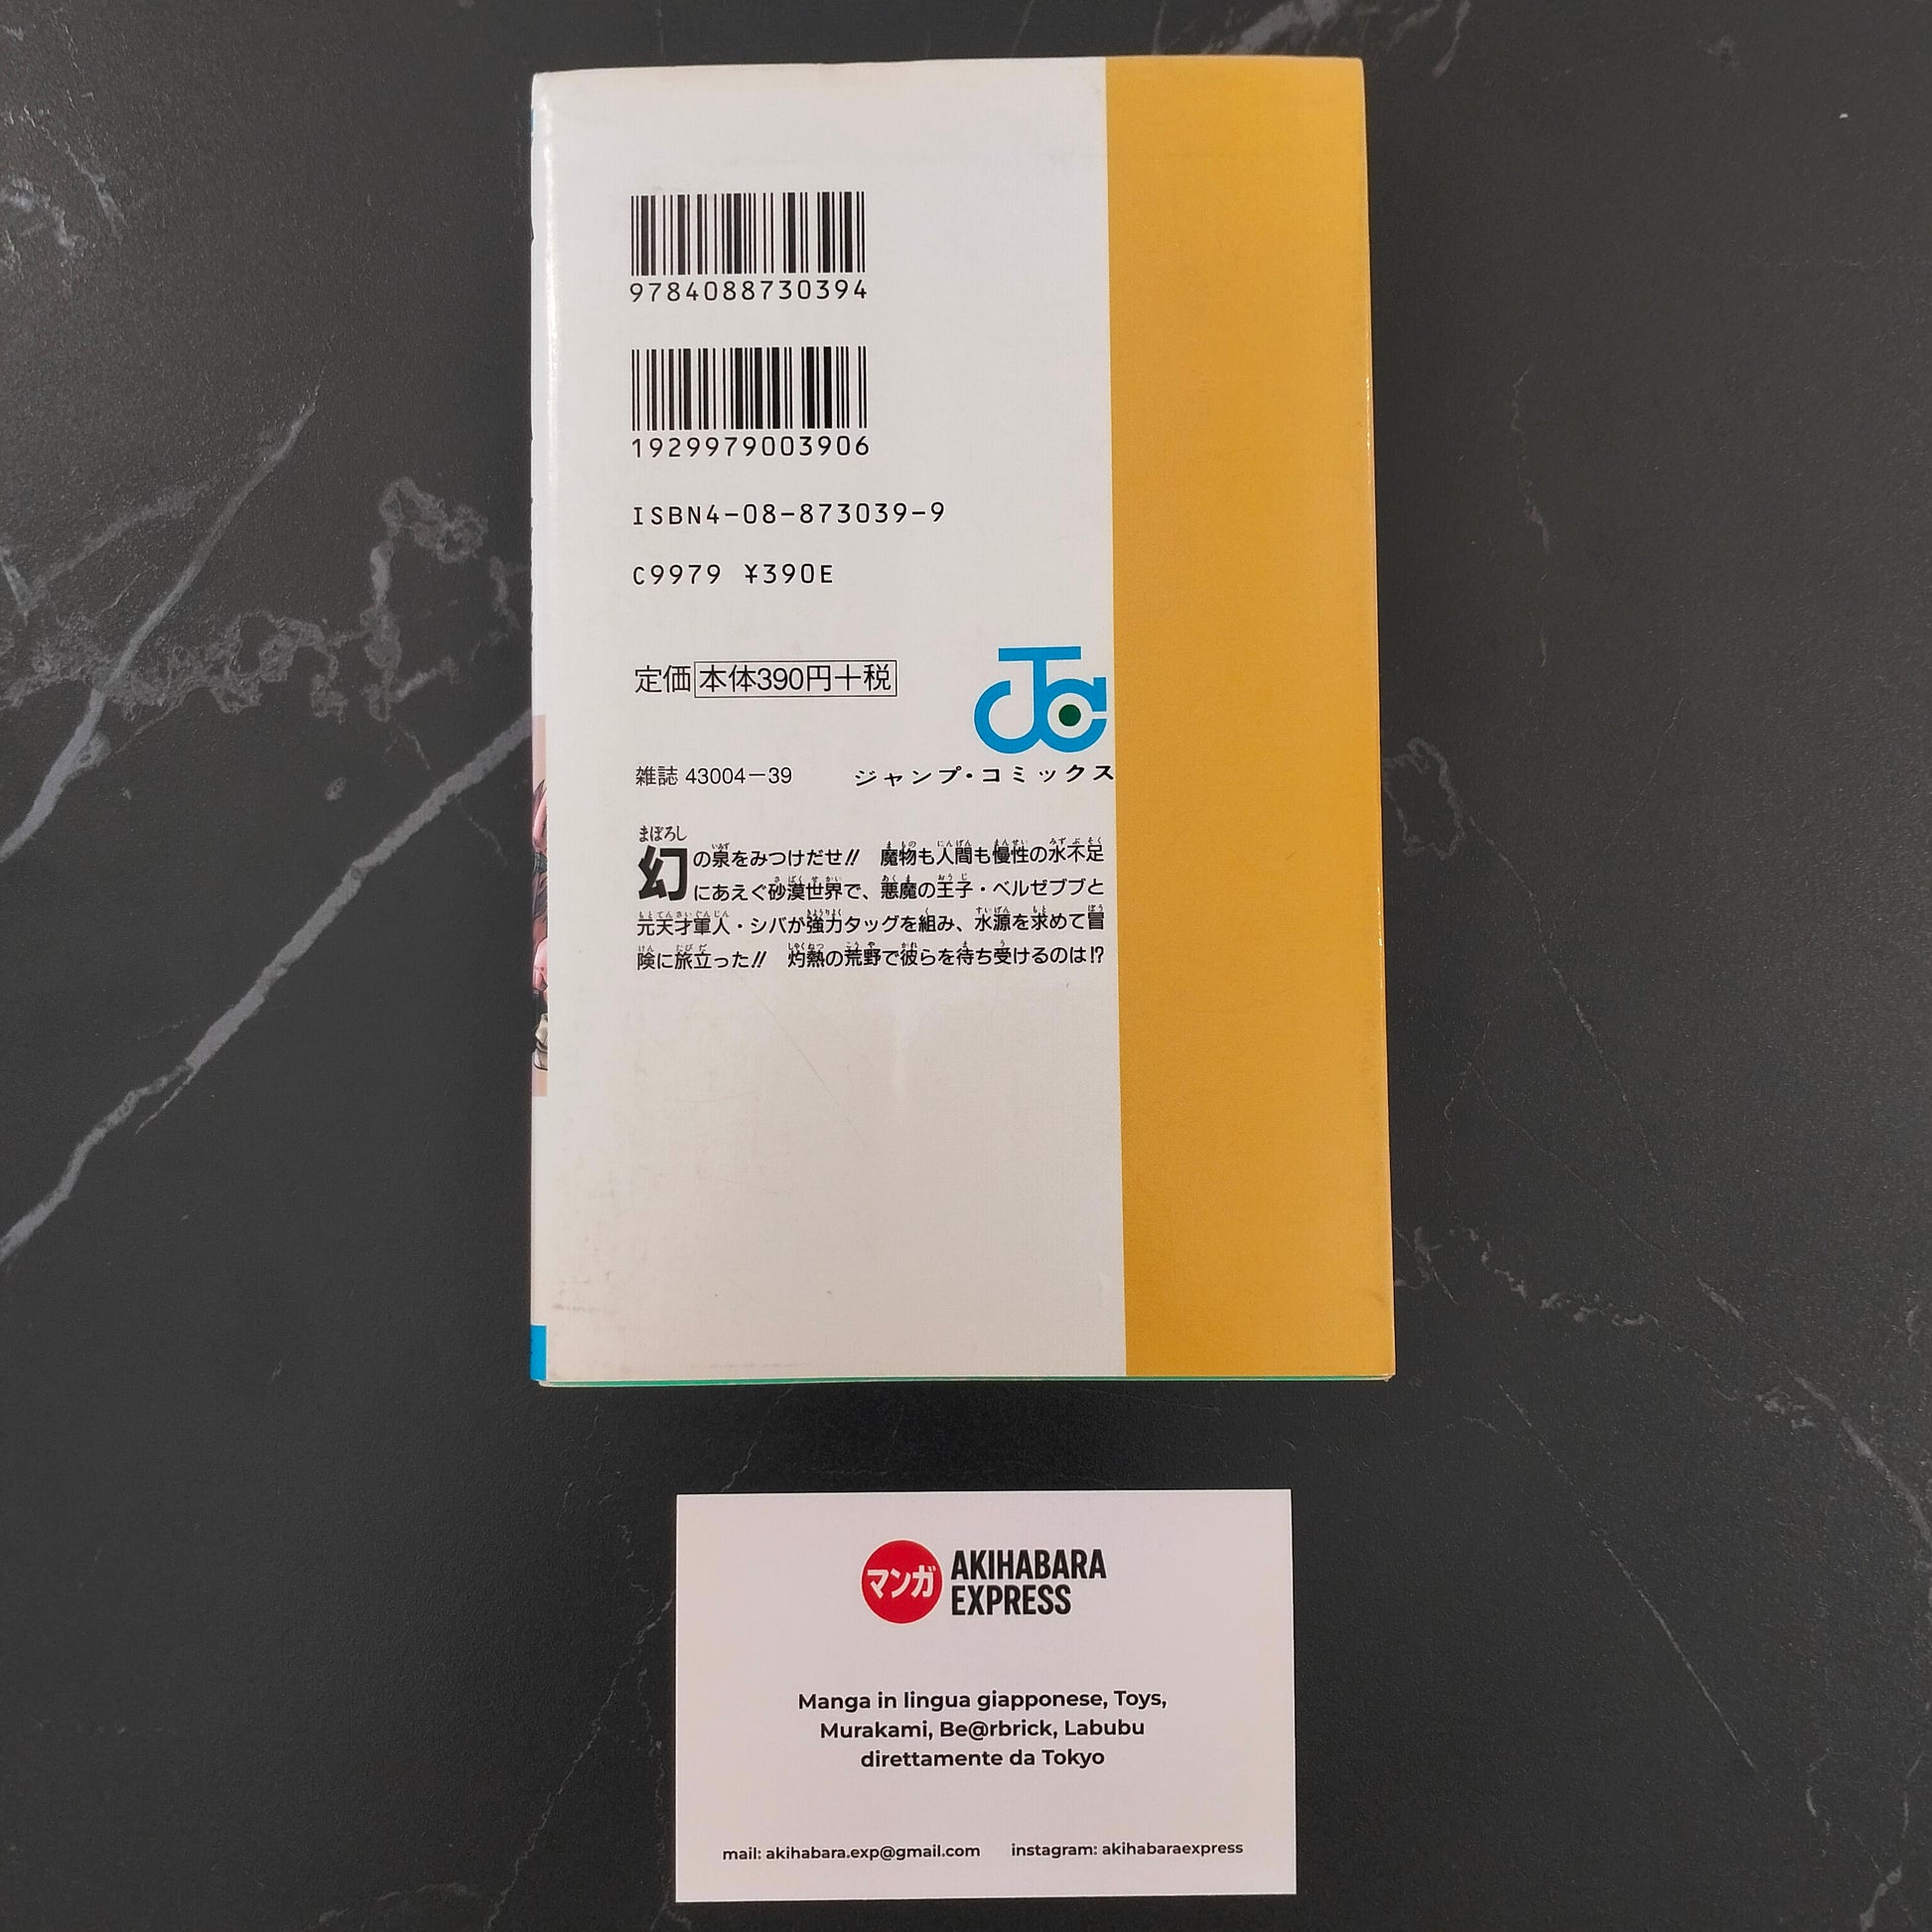 9784088730394
1929979003906
ISBN4-08-873039-9
C9979 ¥390E
定価 本体390円+税
雑誌 43004-39
ジャンプ・コミックス
幻の泉をみつけだせ!! 魔物も人間も慢性の水不足
にあえぐ砂漠世界で、悪魔の王子・ベルゼブブと
元天才軍人・シバが強力タッグを組み、水源を求めて冒
険に旅立った!! 灼熱の荒野で彼らを待ち受けるのは!?
マンガ AKIHABARA
EXPRESS
Manga in lingua giapponese, Toys,
Murakami, Be@rbrick, Labubu
direttamente da Tokyo
mail: akihabara.exp@gmail.com instagram: akihabaraexpress